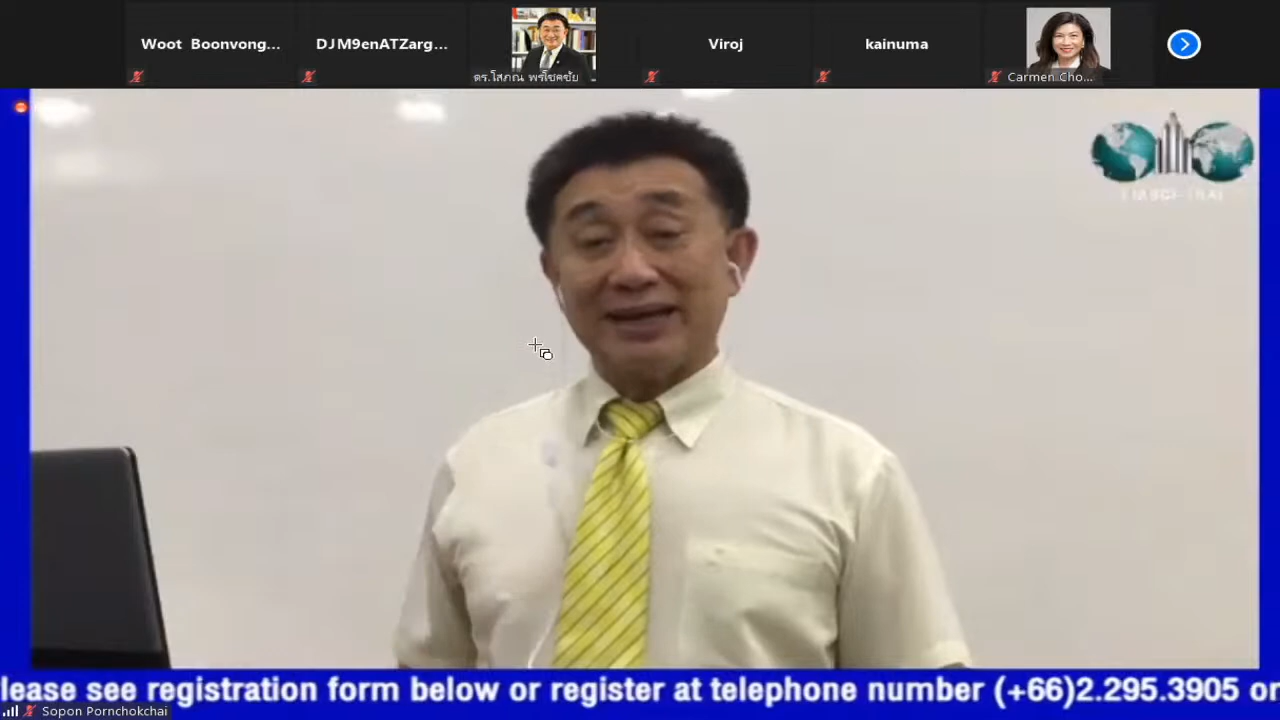 Woot Boonvong...
DJM9enATZarg...
ดร.โสภณ พรโชคชัย
Viroj
kainuma
Carmen Cho...
lease see registration form below or register at telephone number (+66)2.295.3905 or
Sopon Pornchokchai